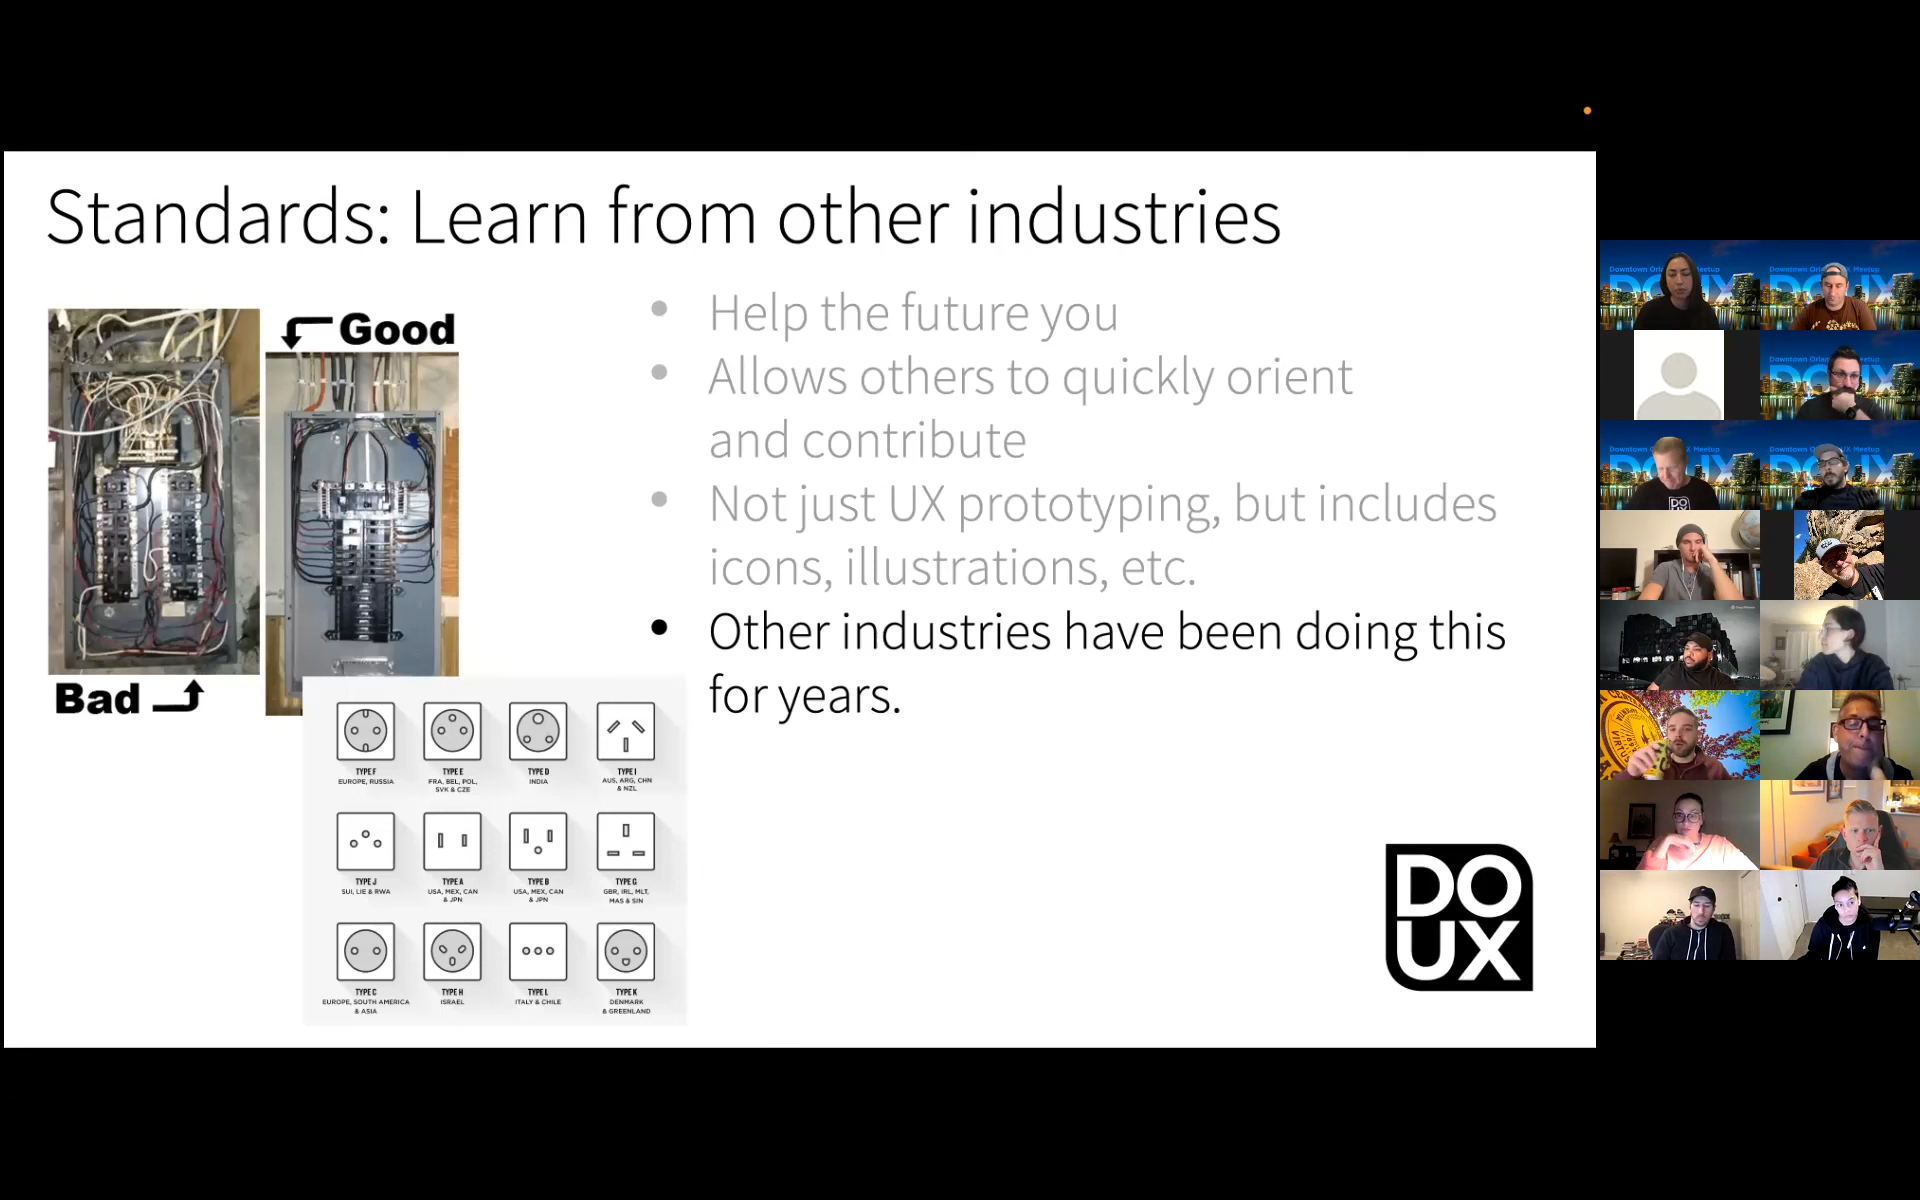 Standards: Learn from other industries
Good
Bad
• Help the future you
• Allows others to quickly orient
and contribute
• Not just UX prototyping, but includes
icons, illustrations, etc.
• Other industries have been doing this
for years.
TYPE F
EUROPE, RUSSIA
TYPE E
FRA, BEL, POL,
SVK & CZE
TYPE D
INDIA
TYPE I
AUS, ARG, CHN
& NZL
TYPE J
SUI, LIE & RWA
TYPE A
USA, MEX, CAN
& JPN
TYPE B
USA, MEX, CAN
& JPN
TYPE G
GBR, IRL, MLT,
MAS & SIN
TYPE C
EUROPE, SOUTH AMERICA
& ASIA
TYPE H
ISRAEL
TYPE L
ITALY & CHILE
TYPE K
DENMARK
& GREENLAND
DO
UX